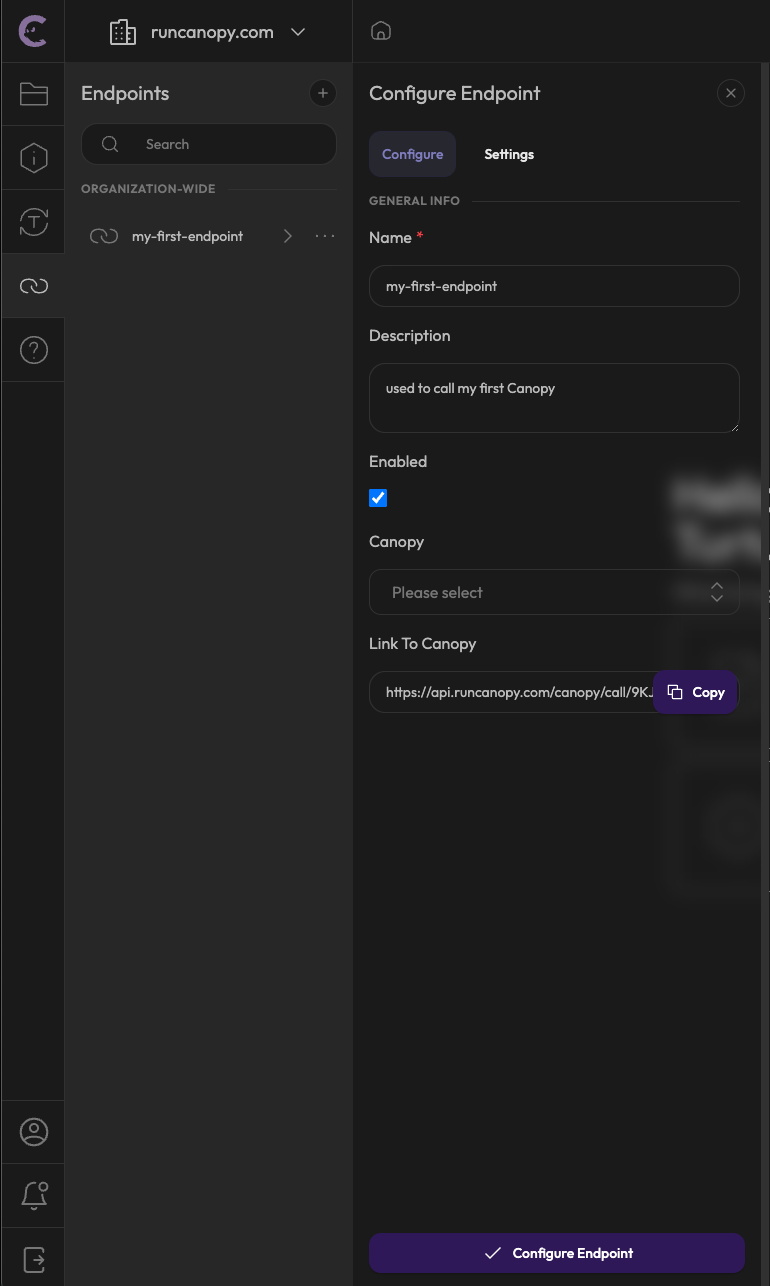 runcanopy.com
Endpoints
Search
ORGANIZATION-WIDE
my-first-endpoint
Configure Endpoint
Configure
Settings
GENERAL INFO
Name *
my-first-endpoint
Description
used to call my first Canopy
Enabled
Canopy
Please select
Link To Canopy
https://api.runcanopy.com/canopy/call/9KJ
Copy
Configure Endpoint